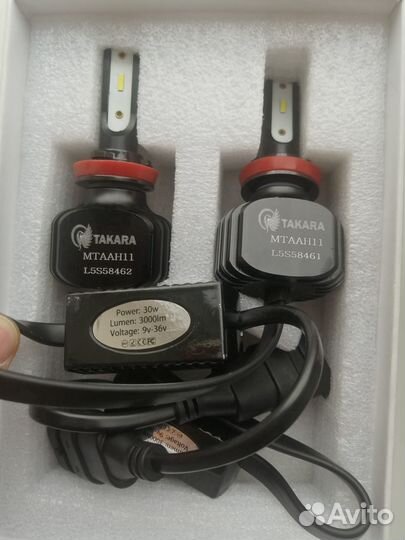 TAKARA
MTAAH11
L5S58462
TAKARA
MTAAH11
L5S58461
Power: 30w
Lumen: 3000lm
Voltage: 9v-36v
Avito